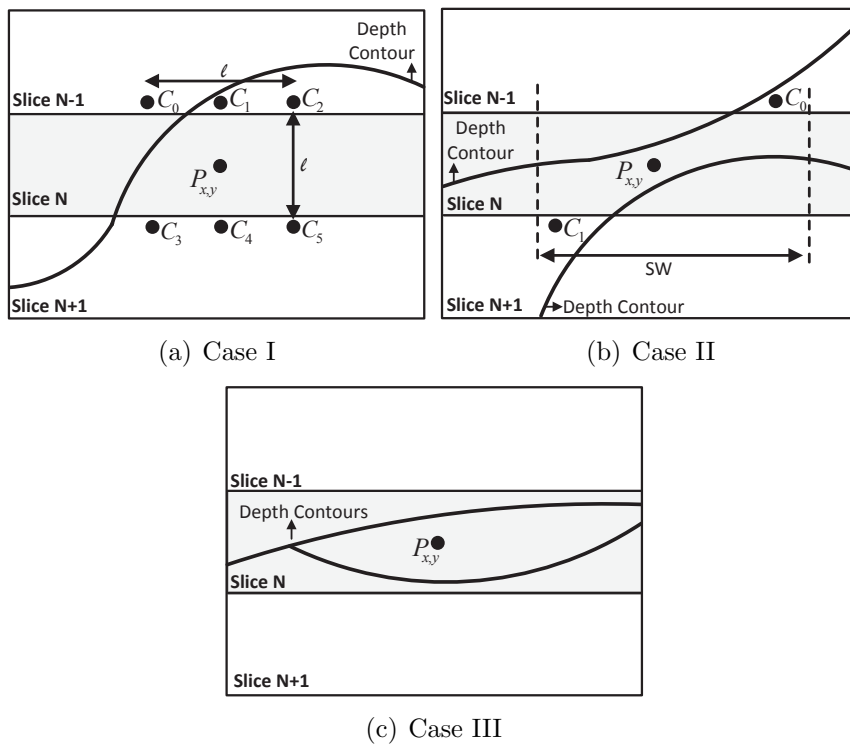 Depth
Contour
ℓ
Slice N-1
C₀
C₁
C₂
ℓ
Pₓ,ᵧ
Slice N
C₃
C₄
C₅
Slice N+1
(a) Case I
Slice N-1
C₀
Depth
Contour
Pₓ,ᵧ
Slice N
C₁
SW
Slice N+1
Depth Contour
(b) Case II
Slice N-1
Depth Contours
Pₓ,ᵧ
Slice N
Slice N+1
(c) Case III